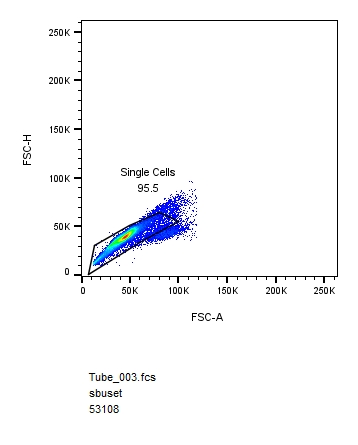 250K
200K
150K
FSC-H
100K
Single Cells
95.5
50K
0
0 50K 100K 150K 200K 250K
FSC-A
Tube_003.fcs
sbuset
53108